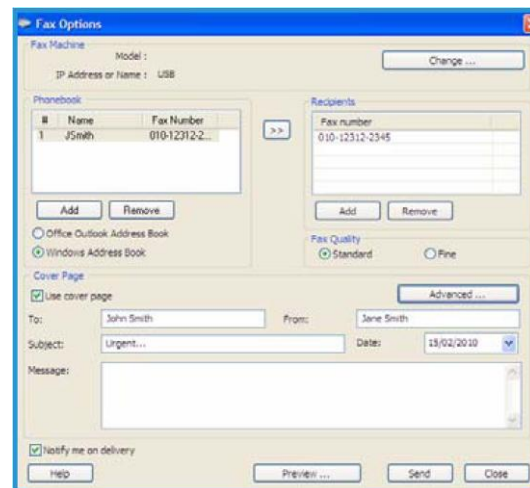 Fax Options
Fax Machine
Model :
Change ...
IP Address or Name : USB
Phonebook
# Name Fax Number
1 JSmith 010-12312-2...
>>
Recipients
Fax number
010-12312-2345
Add Remove
Add Remove
Office Outlook Address Book
Windows Address Book
Fax Quality
Standard Fine
Cover Page
Use cover page
Advanced ...
To: John Smith From: Jane Smith
Subject: Urgent... Date: 15/02/2010
Message:
Notify me on delivery
Help Preview ... Send Close